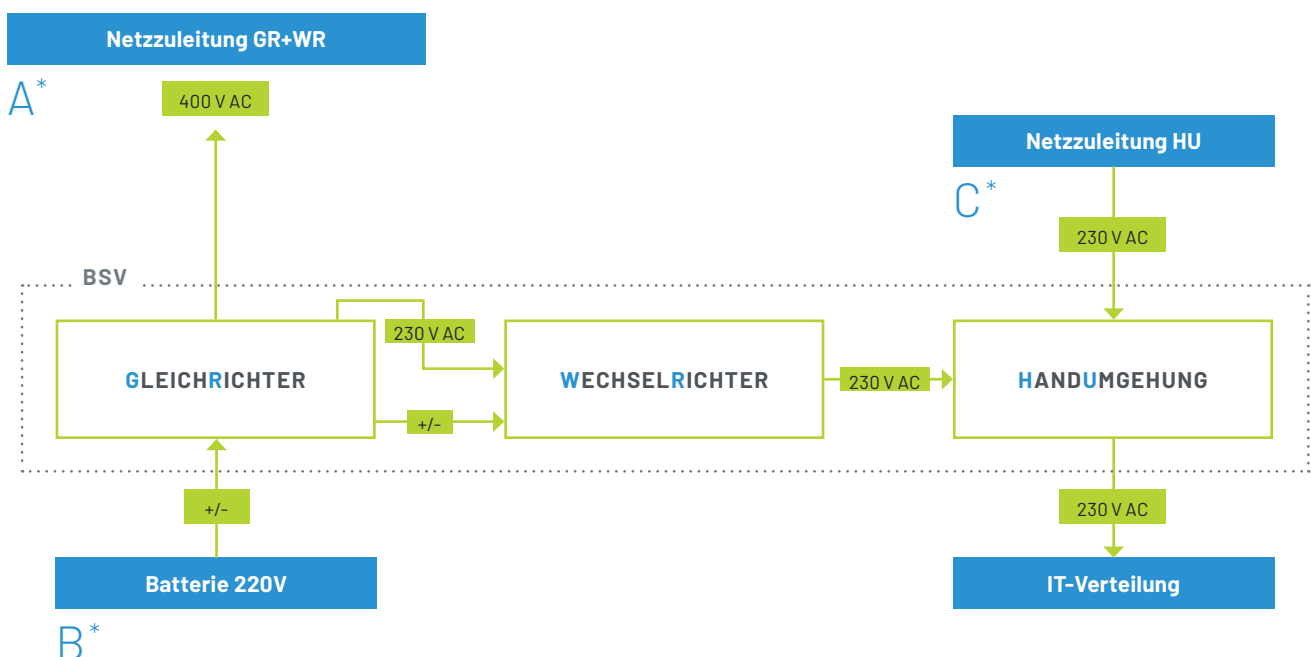 Netzzuleitung GR+WR
A*
400 V AC
Netzzuleitung HU
C*
230 V AC
BSV
230 V AC
GLEICHRICHTER
WECHSELRICHTER
230 V AC
HANDUMGEHUNG
+/-
+/-
230 V AC
Batterie 220V
IT-Verteilung
B*